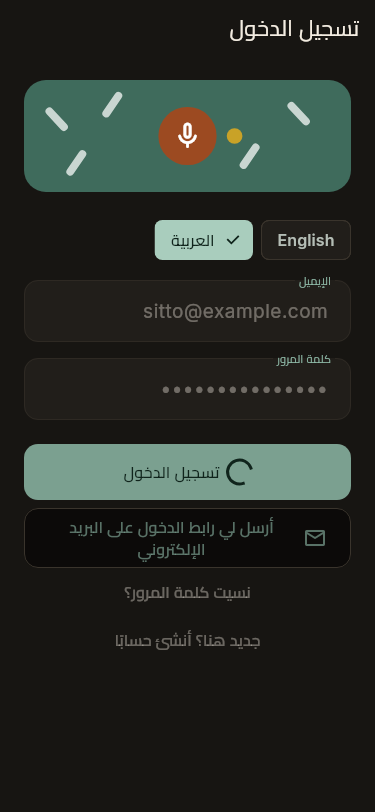 تسجيل الدخول
English
العربية
الإيميل
sitto@example.com
كلمة المرور
تسجيل الدخول
أرسل لي رابط الدخول على البريد
الإلكتروني
نسيت كلمة المرور؟
جديد هنا؟ أنشئ حسابًا